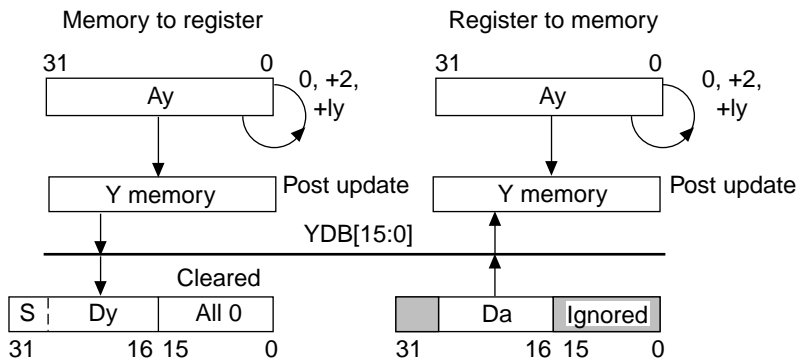 Memory to register
31 0
Ay
0, +2,
+Iy
Y memory
Post update
Register to memory
31 0
Ay
0, +2,
+Iy
Y memory
Post update
YDB[15:0]
Cleared
S Dy All 0
31 16 15 0
Da Ignored
31 16 15 0